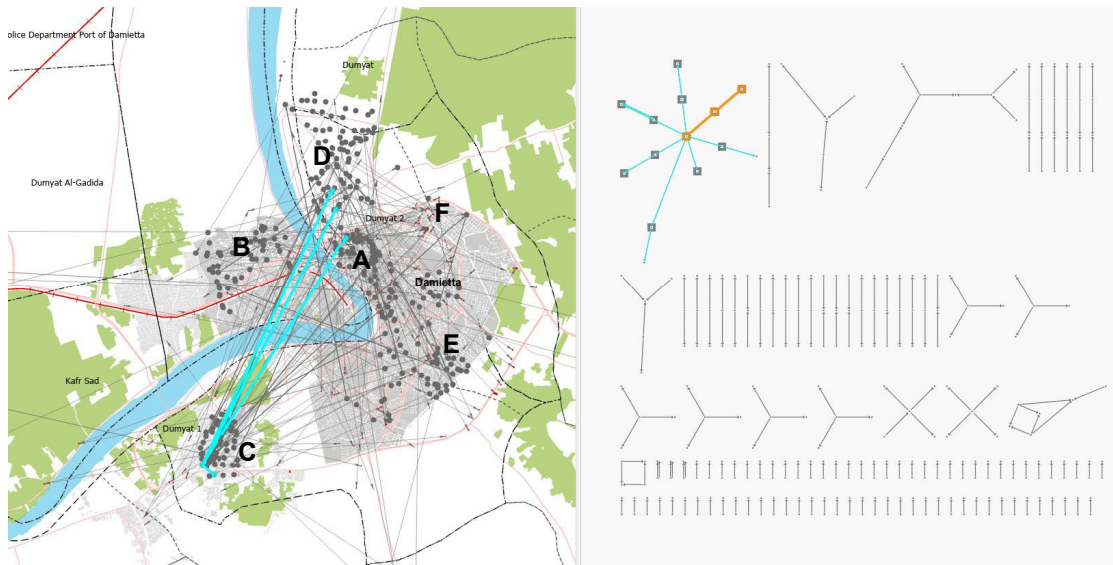 olice Department Port of Damietta
Dumyat
D
Dumyat Al-Gadida
F
Dumyat 2
B
A
Damietta
E
Kafr Sad
Dumyat 1
C